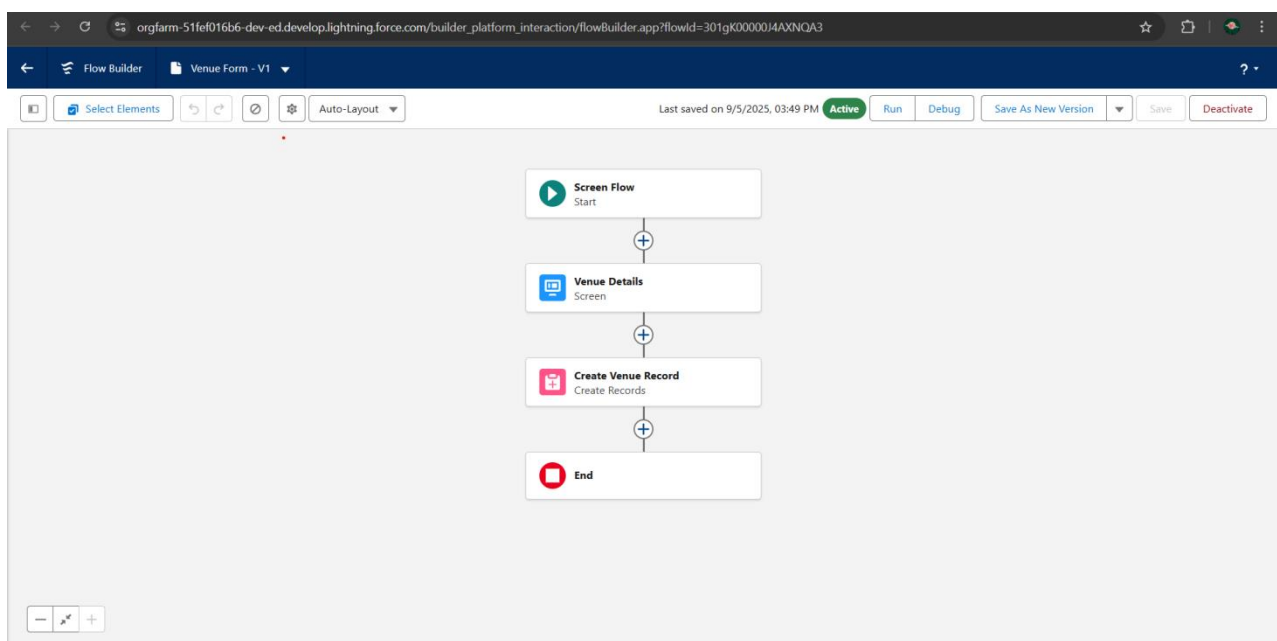 orgfarm-51fef016b6-dev-ed.develop.lightning.force.com/builder_platform_interaction/flowBuilder.app?flowId=301gK00000J4AXNQA3
Flow Builder Venue Form - V1 ?
Select Elements Auto-Layout Last saved on 9/5/2025, 03:49 PM Active Run Debug Save As New Version Save Deactivate
Screen Flow
Start
Venue Details
Screen
Create Venue Record
Create Records
End